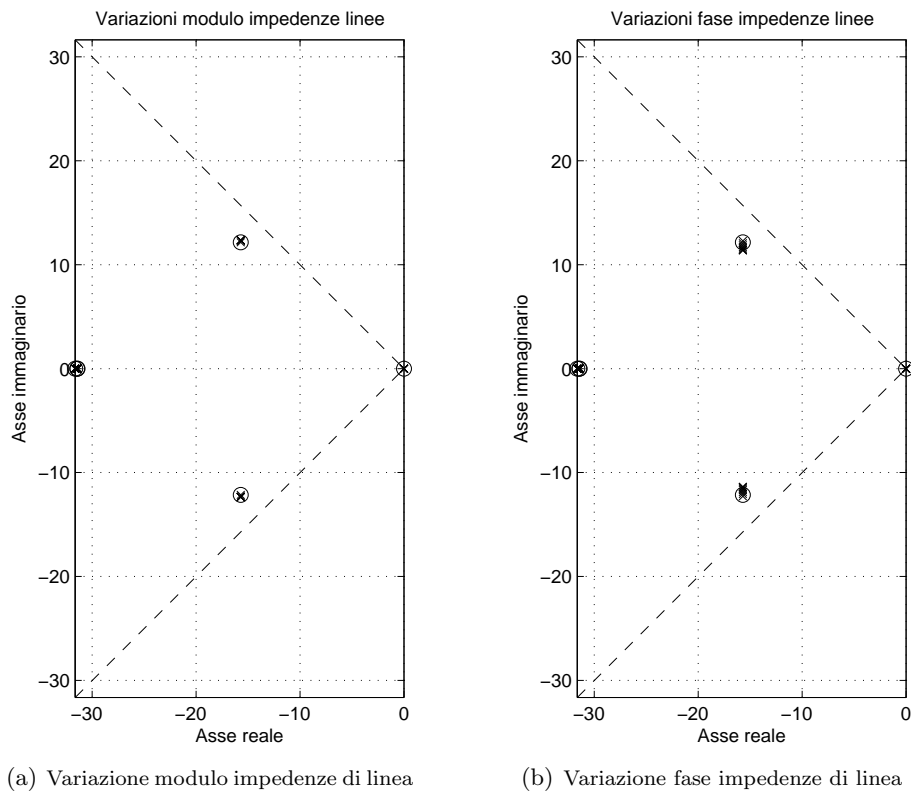 Variazioni modulo impedenze linee
30
20
10
0
−10
−20
−30
Asse immaginario
−30
−20
−10
0
Asse reale
(a) Variazione modulo impedenze di linea
Variazioni fase impedenze linee
30
20
10
0
−10
−20
−30
Asse immaginario
−30
−20
−10
0
Asse reale
(b) Variazione fase impedenze di linea